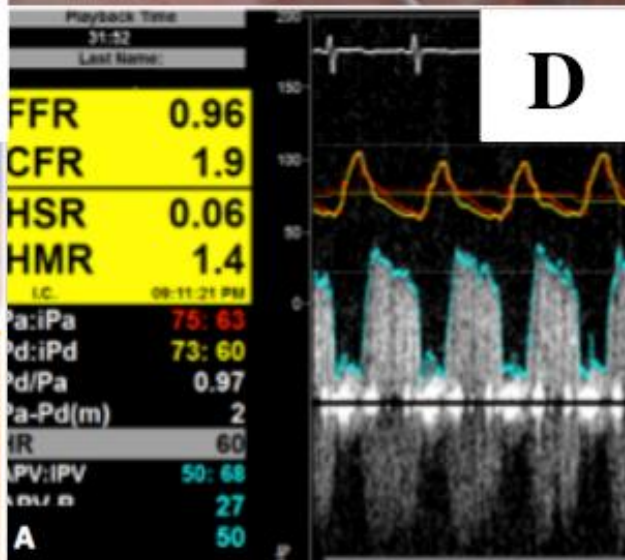 Playback Time
31:52
Last Name:
FFR 0.96
CFR 1.9
HSR 0.06
HMR 1.4
I.C. 09:11:21 PM
Pa:iPa 75: 63
Pd:iPd 73: 60
Pd/Pa 0.97
Pa-Pd(m) 2
HR 60
APV:IPV 50: 68
APV-B 27
A 50
200
150
100
50
0
D